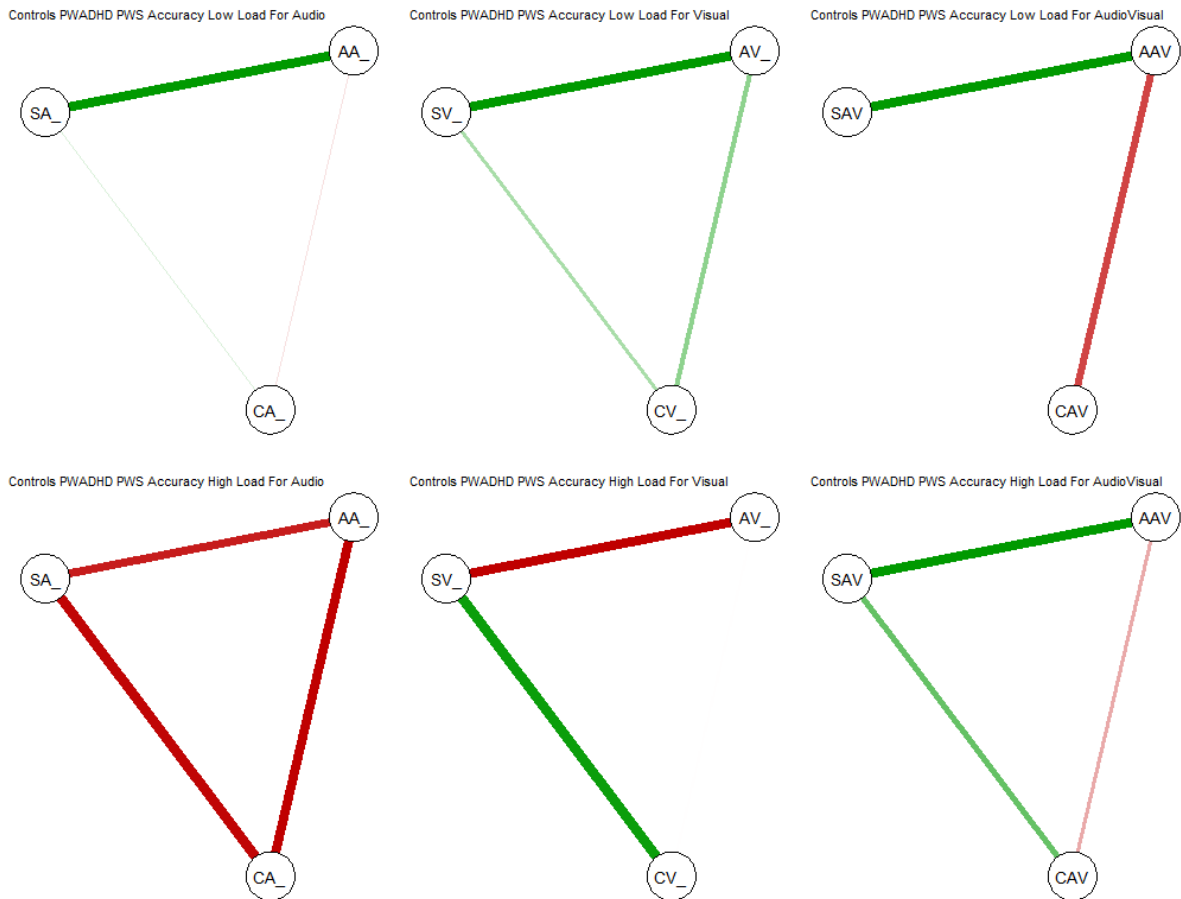 Controls PWADHD PWS Accuracy Low Load For Audio
AA_
SA_
CA_
Controls PWADHD PWS Accuracy Low Load For Visual
AV_
SV_
CV_
Controls PWADHD PWS Accuracy Low Load For AudioVisual
AAV
SAV
CAV
Controls PWADHD PWS Accuracy High Load For Audio
AA_
SA_
CA_
Controls PWADHD PWS Accuracy High Load For Visual
AV_
SV_
CV_
Controls PWADHD PWS Accuracy High Load For AudioVisual
AAV
SAV
CAV